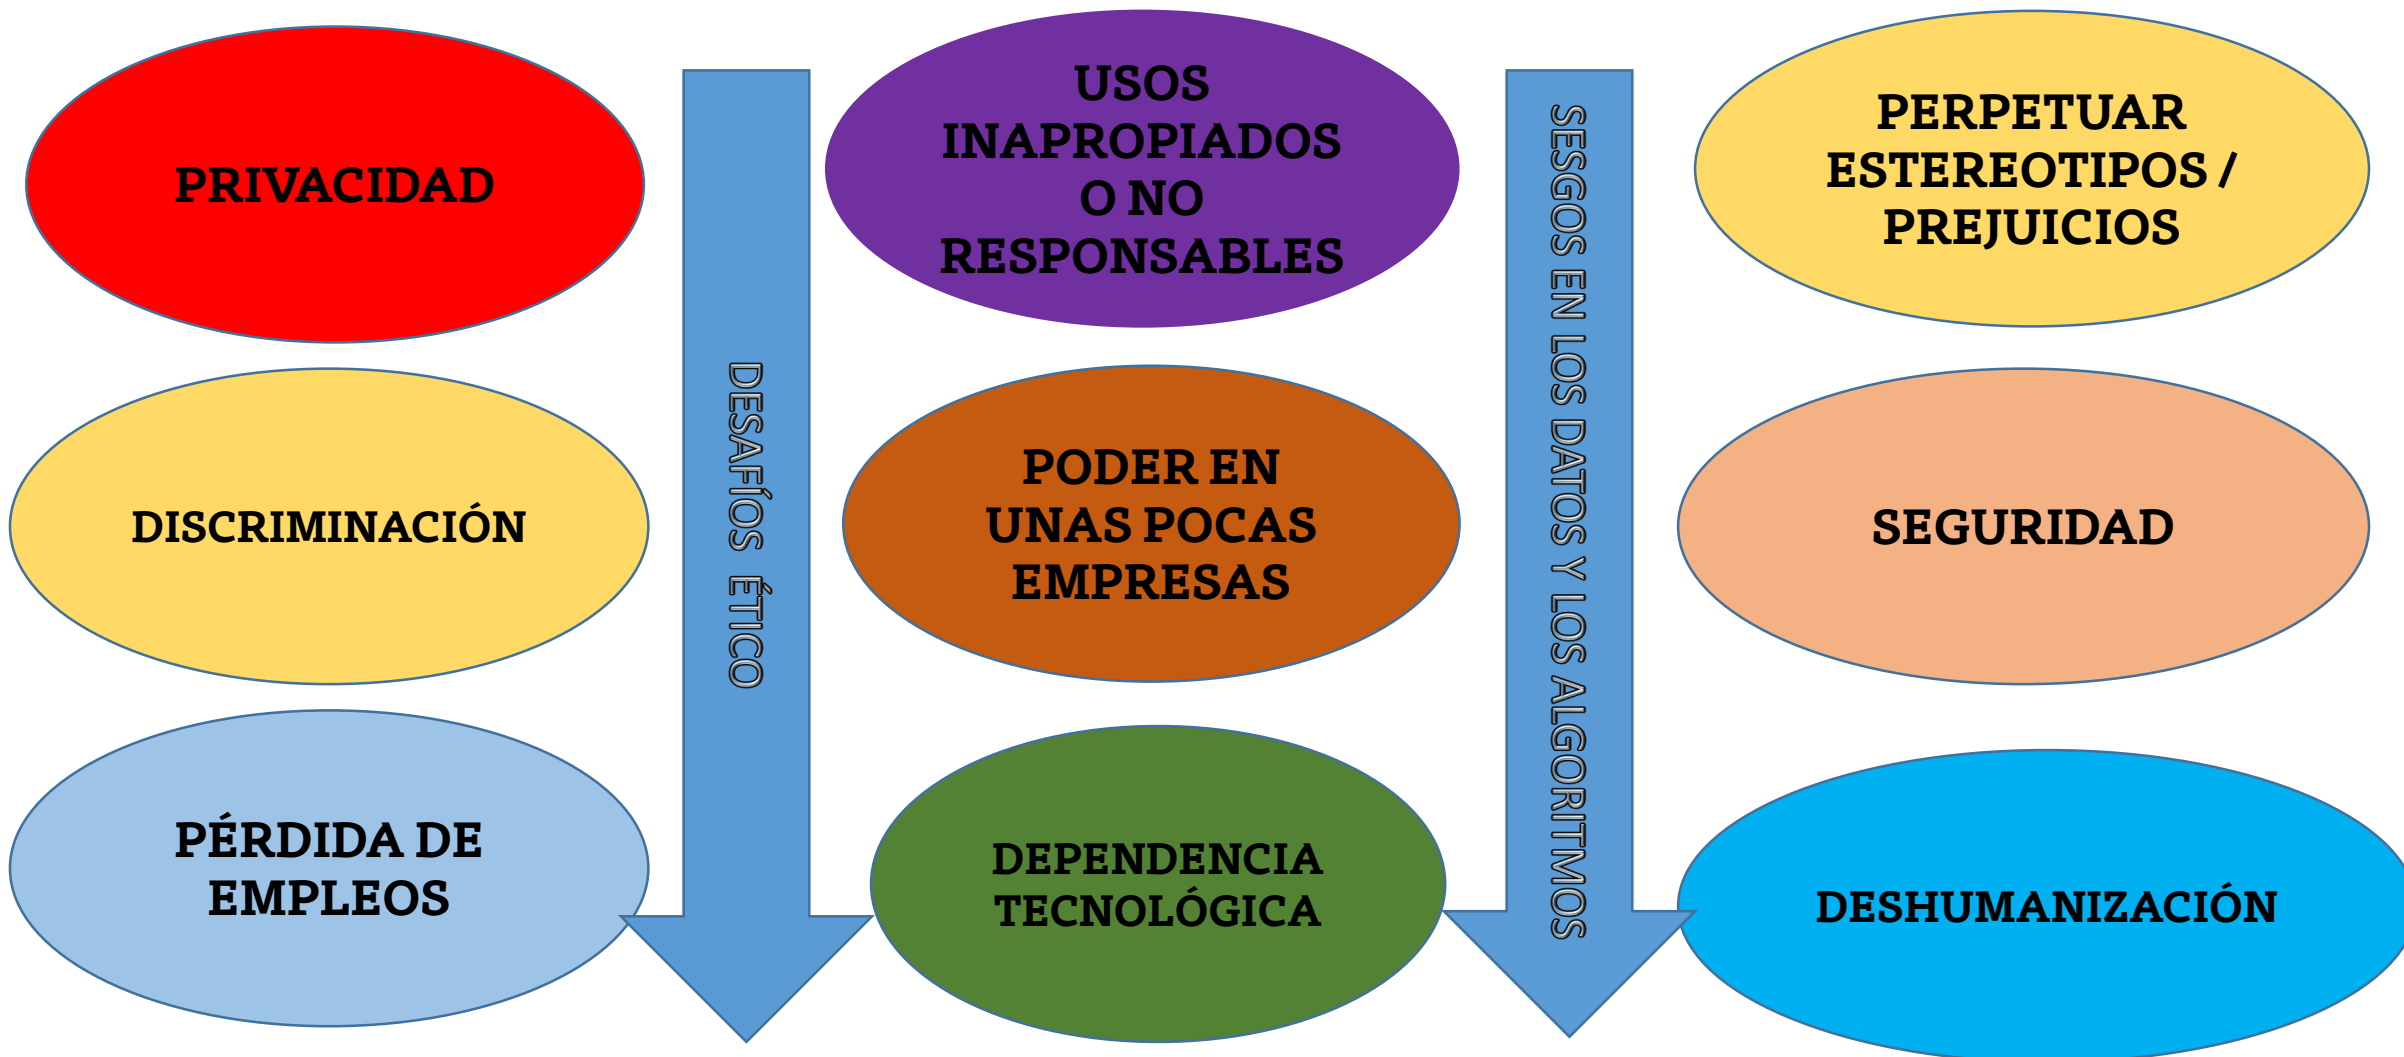 PRIVACIDAD
DISCRIMINACIÓN
PÉRDIDA DE
EMPLEOS
DESAFÍOS ÉTICO
USOS
INAPROPIADOS
O NO
RESPONSABLES
PODER EN
UNAS POCAS
EMPRESAS
DEPENDENCIA
TECNOLÓGICA
SESGOS EN LOS DATOS Y LOS ALGORITMOS
PERPETUAR
ESTEREOTIPOS /
PREJUICIOS
SEGURIDAD
DESHUMANIZACIÓN